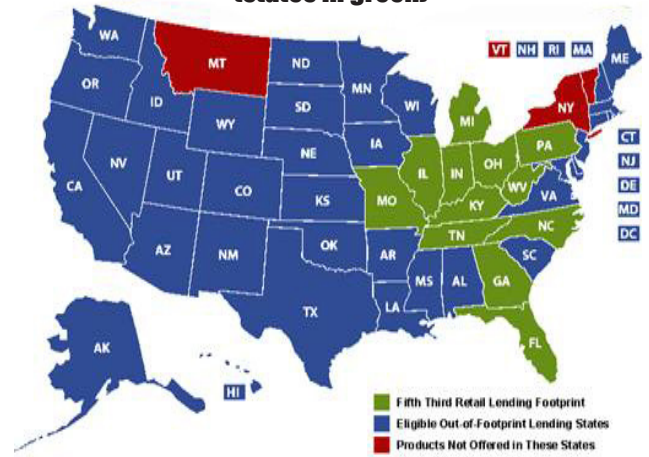 (states in green)
WA
MT
ND
VT NH RI MA
ME
OR
ID
MN
NY
SD
WI
MI
WY
CT
IA
PA
NE
NJ
NV
IL
IN
OH
UT
DE
CO
WV
CA
KS
MO
VA
MD
KY
DC
NC
TN
OK
AZ
NM
AR
SC
MS
AL
GA
LA
TX
FL
AK
HI
Fifth Third Retail Lending Footprint
Eligible Out-of-Footprint Lending States
Products Not Offered in These States